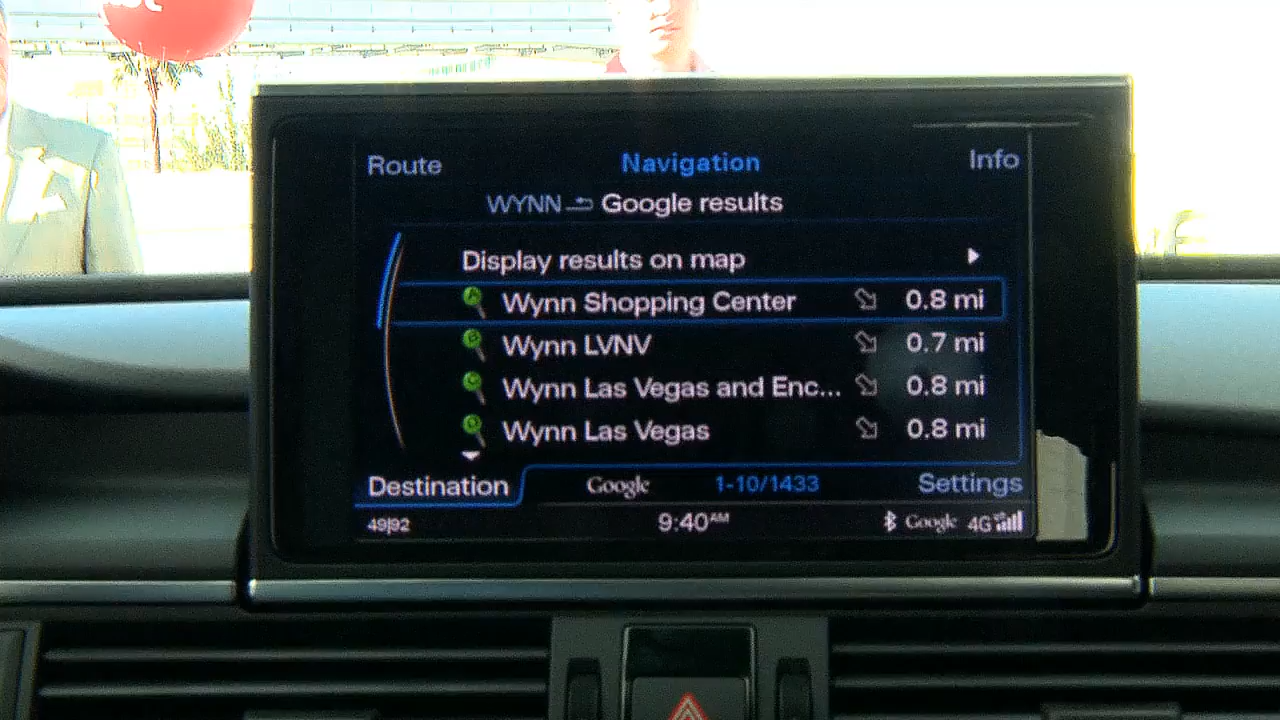 Route Navigation Info
WYNN Google results
Display results on map
Wynn Shopping Center 0.8 mi
Wynn LVNV 0.7 mi
Wynn Las Vegas and Enc... 0.8 mi
Wynn Las Vegas 0.8 mi
Destination Google 1-10/1433 Settings
49|92 9:40AM Google 4G